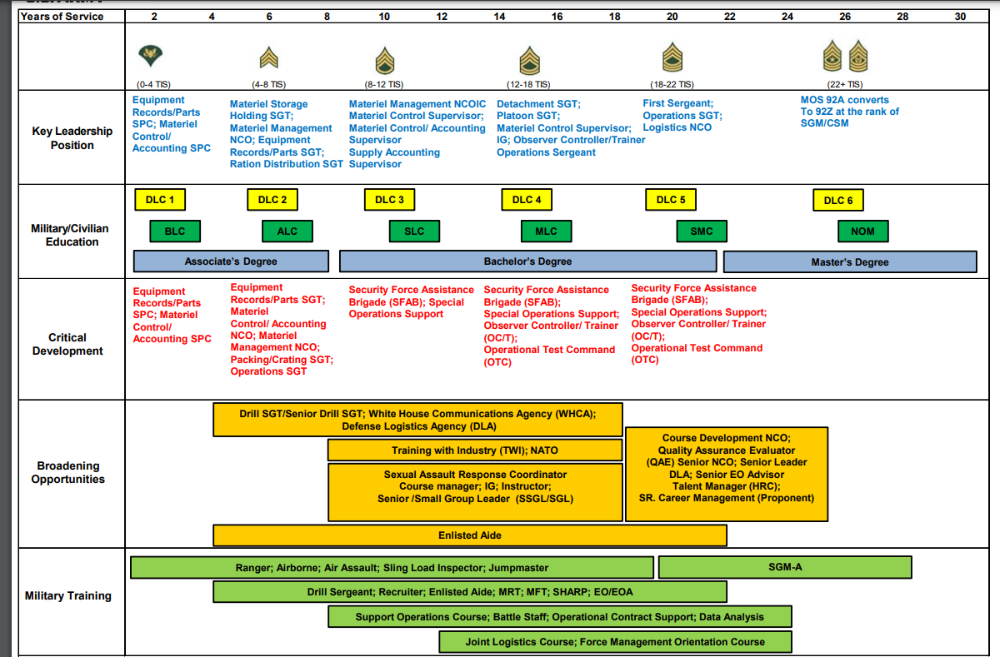 Years of Service 2 4 6 8 10 12 14 16 18 20 22 24 26 28 30
(0-4 TIS) (4-8 TIS) (8-12 TIS) (12-18 TIS) (18-22 TIS) (22+ TIS)
Key Leadership
Position
Equipment
Records/Parts
SPC; Materiel
Control/
Accounting SPC
Materiel Storage
Holding SGT;
Materiel Management
NCO; Equipment
Records/Parts SGT;
Ration Distribution SGT
Materiel Management NCOIC
Materiel Control Supervisor;
Materiel Control/ Accounting
Supervisor
Supply Accounting
Supervisor
Detachment SGT;
Platoon SGT;
Materiel Control Supervisor;
IG; Observer Controller/Trainer
Operations Sergeant
First Sergeant;
Operations SGT;
Logistics NCO
MOS 92A converts
To 92Z at the rank of
SGM/CSM
Military/Civilian
Education
DLC 1 DLC 2 DLC 3 DLC 4 DLC 5 DLC 6
BLC ALC SLC MLC SMC NOM
Associate's Degree Bachelor's Degree Master's Degree
Critical
Development
Equipment
Records/Parts
SPC; Materiel
Control/
Accounting SPC
Equipment
Records/Parts SGT;
Materiel
Control/ Accounting
NCO; Materiel
Management NCO;
Packing/Crating SGT;
Operations SGT
Security Force Assistance
Brigade (SFAB); Special
Operations Support
Security Force Assistance
Brigade (SFAB);
Special Operations Support;
Observer Controller/ Trainer
(OC/T);
Operational Test Command
(OTC)
Security Force Assistance
Brigade (SFAB);
Special Operations Support;
Observer Controller/ Trainer
(OC/T);
Operational Test Command
(OTC)
Broadening
Opportunities
Drill SGT/Senior Drill SGT; White House Communications Agency (WHCA);
Defense Logistics Agency (DLA)
Training with Industry (TWI); NATO
Sexual Assault Response Coordinator
Course manager; IG; Instructor;
Senior /Small Group Leader (SSGL/SGL)
Course Development NCO;
Quality Assurance Evaluator
(QAE) Senior NCO; Senior Leader
DLA; Senior EO Advisor
Talent Manager (HRC);
SR. Career Management (Proponent)
Enlisted Aide
Military Training
Ranger; Airborne; Air Assault; Sling Load Inspector; Jumpmaster
SGM-A
Drill Sergeant; Recruiter; Enlisted Aide; MRT; MFT; SHARP; EO/EOA
Support Operations Course; Battle Staff; Operational Contract Support; Data Analysis
Joint Logistics Course; Force Management Orientation Course